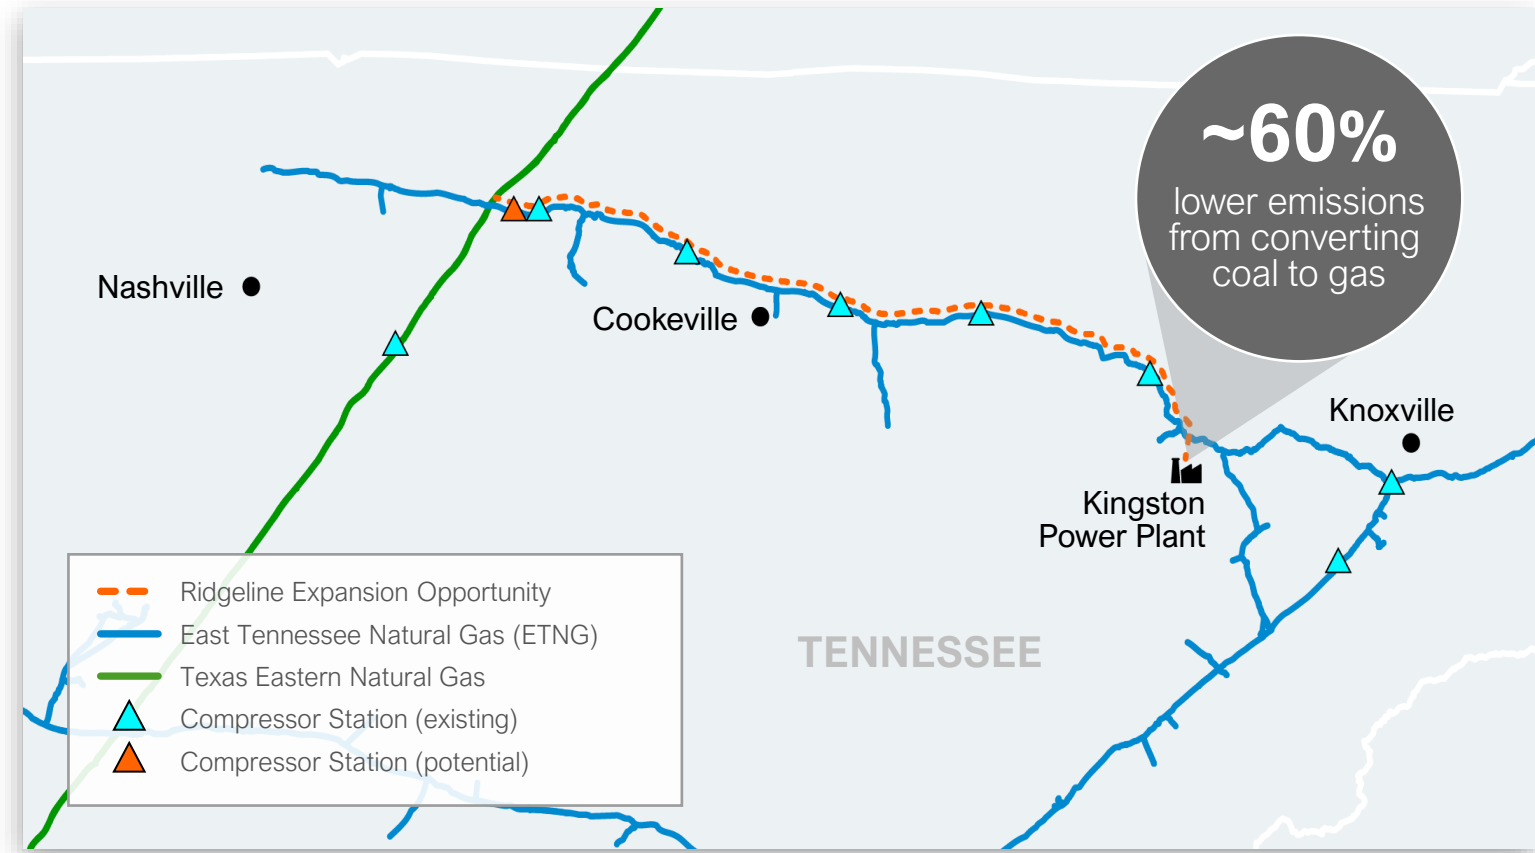 ~60%
lower emissions
from converting
coal to gas
Nashville
Cookeville
Knoxville
Kingston
Power Plant
TENNESSEE
Ridgeline Expansion Opportunity
East Tennessee Natural Gas (ETNG)
Texas Eastern Natural Gas
Compressor Station (existing)
Compressor Station (potential)